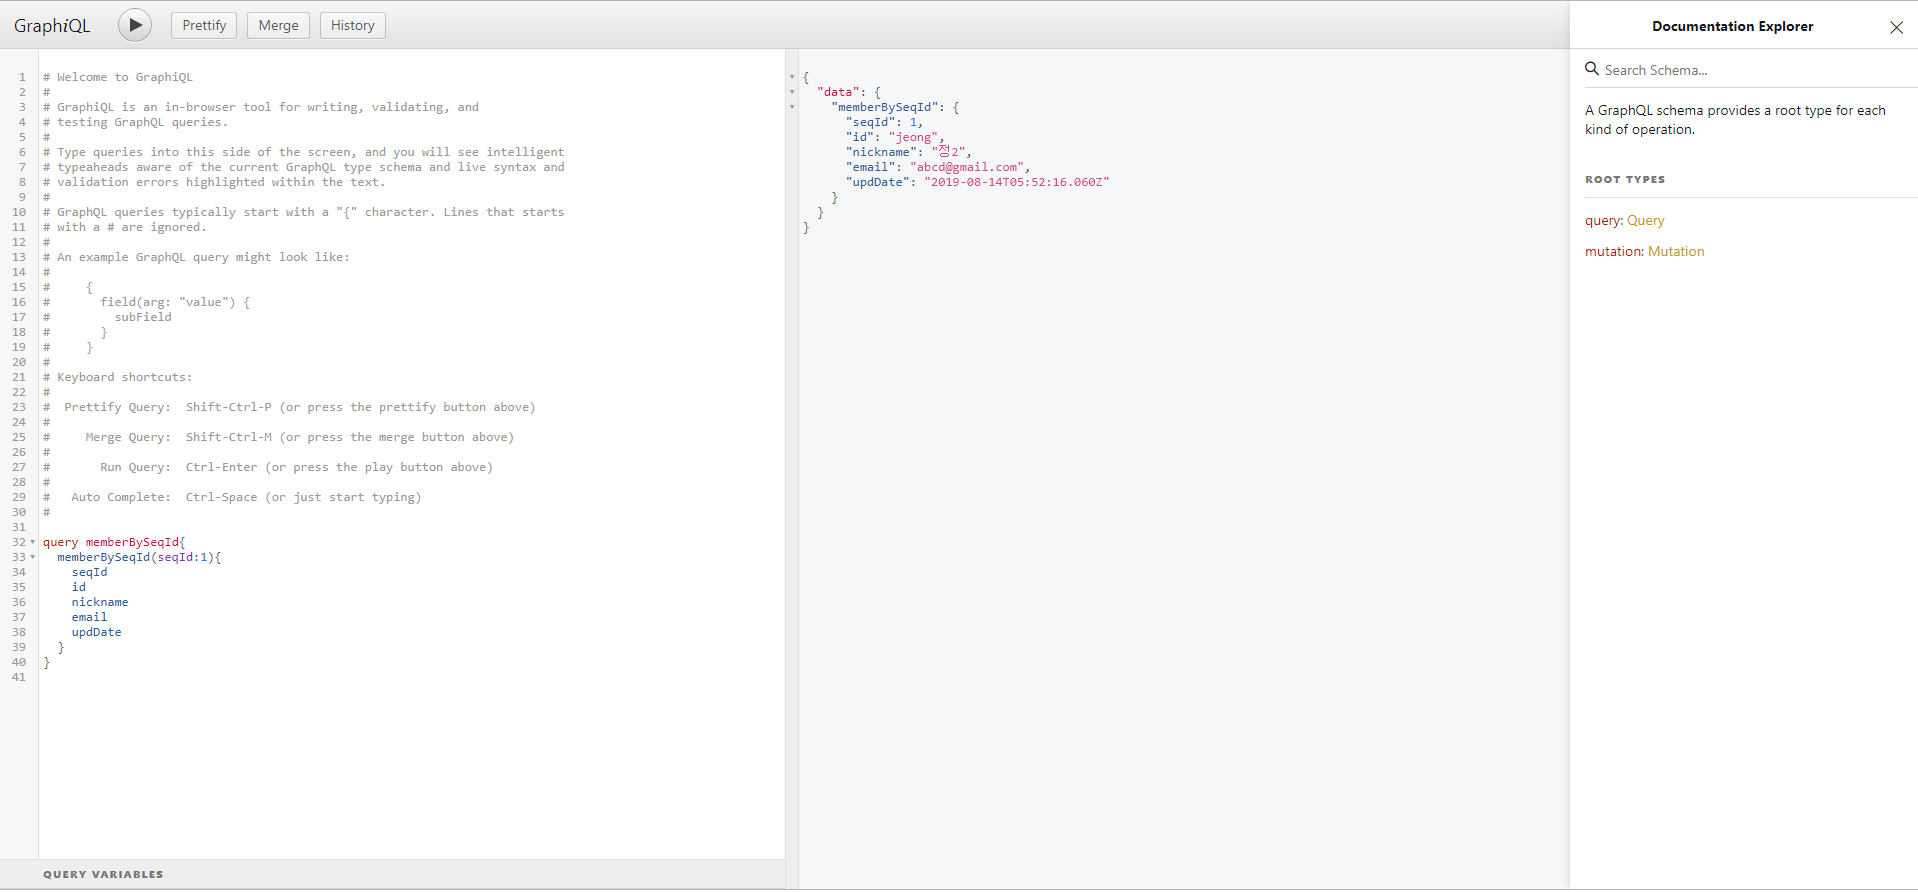 GraphiQL
Prettify
Merge
History
1 # Welcome to GraphiQL
2 #
3 # GraphiQL is an in-browser tool for writing, validating, and
4 # testing GraphQL queries.
5 #
6 # Type queries into this side of the screen, and you will see intelligent
7 # typeaheads aware of the current GraphQL type schema and live syntax and
8 # validation errors highlighted within the text.
9 #
10 # GraphQL queries typically start with a "{" character. Lines that starts
11 # with a # are ignored.
12 #
13 # An example GraphQL query might look like:
14 #
15 #     {
16 #       field(arg: "value") {
17 #         subField
18 #       }
19 #     }
20 #
21 # Keyboard shortcuts:
22 #
23 #  Prettify Query:  Shift-Ctrl-P (or press the prettify button above)
24 #
25 #     Merge Query:  Shift-Ctrl-M (or press the merge button above)
26 #
27 #       Run Query:  Ctrl-Enter (or press the play button above)
28 #
29 #   Auto Complete:  Ctrl-Space (or just start typing)
30 #
31
32 query memberBySeqId{
33   memberBySeqId(seqId:1){
34     seqId
35     id
36     nickname
37     email
38     updDate
39   }
40 }
41
QUERY VARIABLES
{
  "data": {
    "memberBySeqId": {
      "seqId": 1,
      "id": "jeong",
      "nickname": "정2",
      "email": "abcd@gmail.com",
      "updDate": "2019-08-14T05:52:16.060Z"
    }
  }
}
Documentation Explorer
Search Schema...
A GraphQL schema provides a root type for each
kind of operation.
ROOT TYPES
query: Query
mutation: Mutation